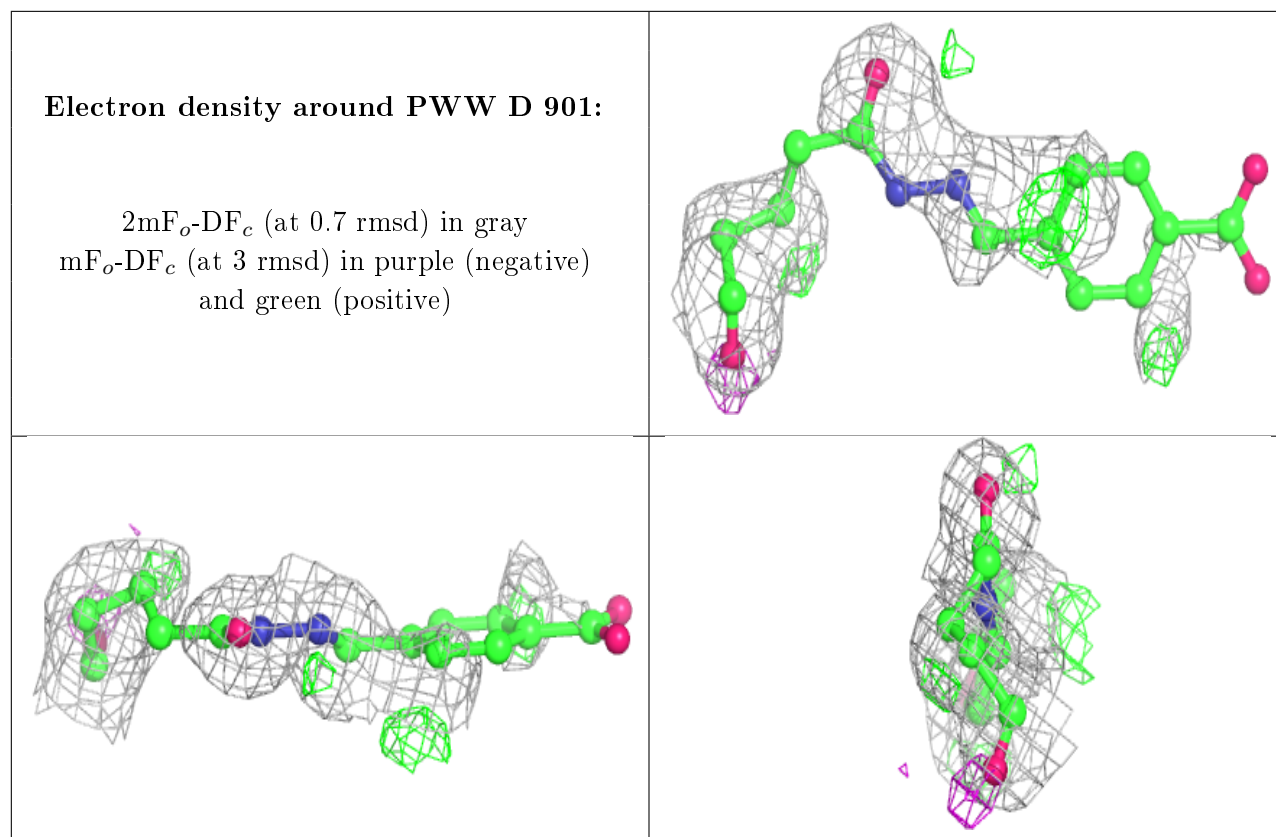 Electron density around PWW D 901:
2mFₒ-DF𝒸 (at 0.7 rmsd) in gray
mFₒ-DF𝒸 (at 3 rmsd) in purple (negative)
and green (positive)